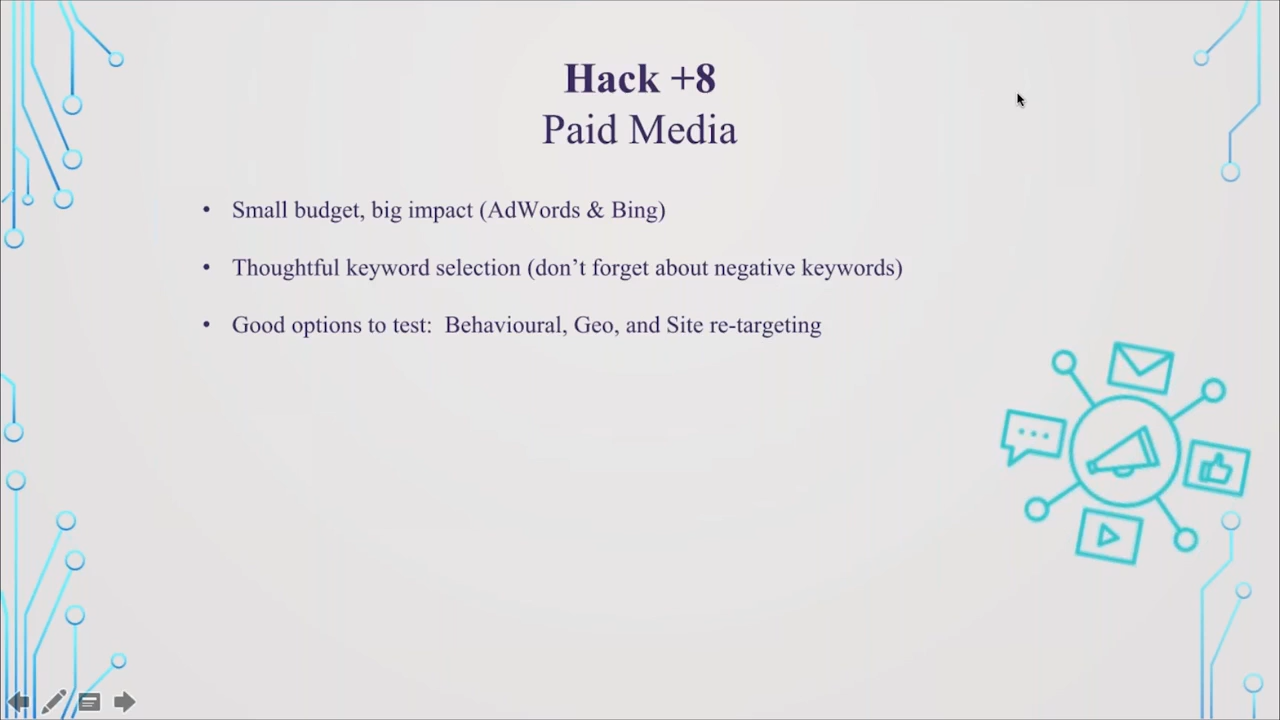 Hack +8
Paid Media
• Small budget, big impact (AdWords & Bing)
• Thoughtful keyword selection (don’t forget about negative keywords)
• Good options to test:  Behavioural, Geo, and Site re-targeting